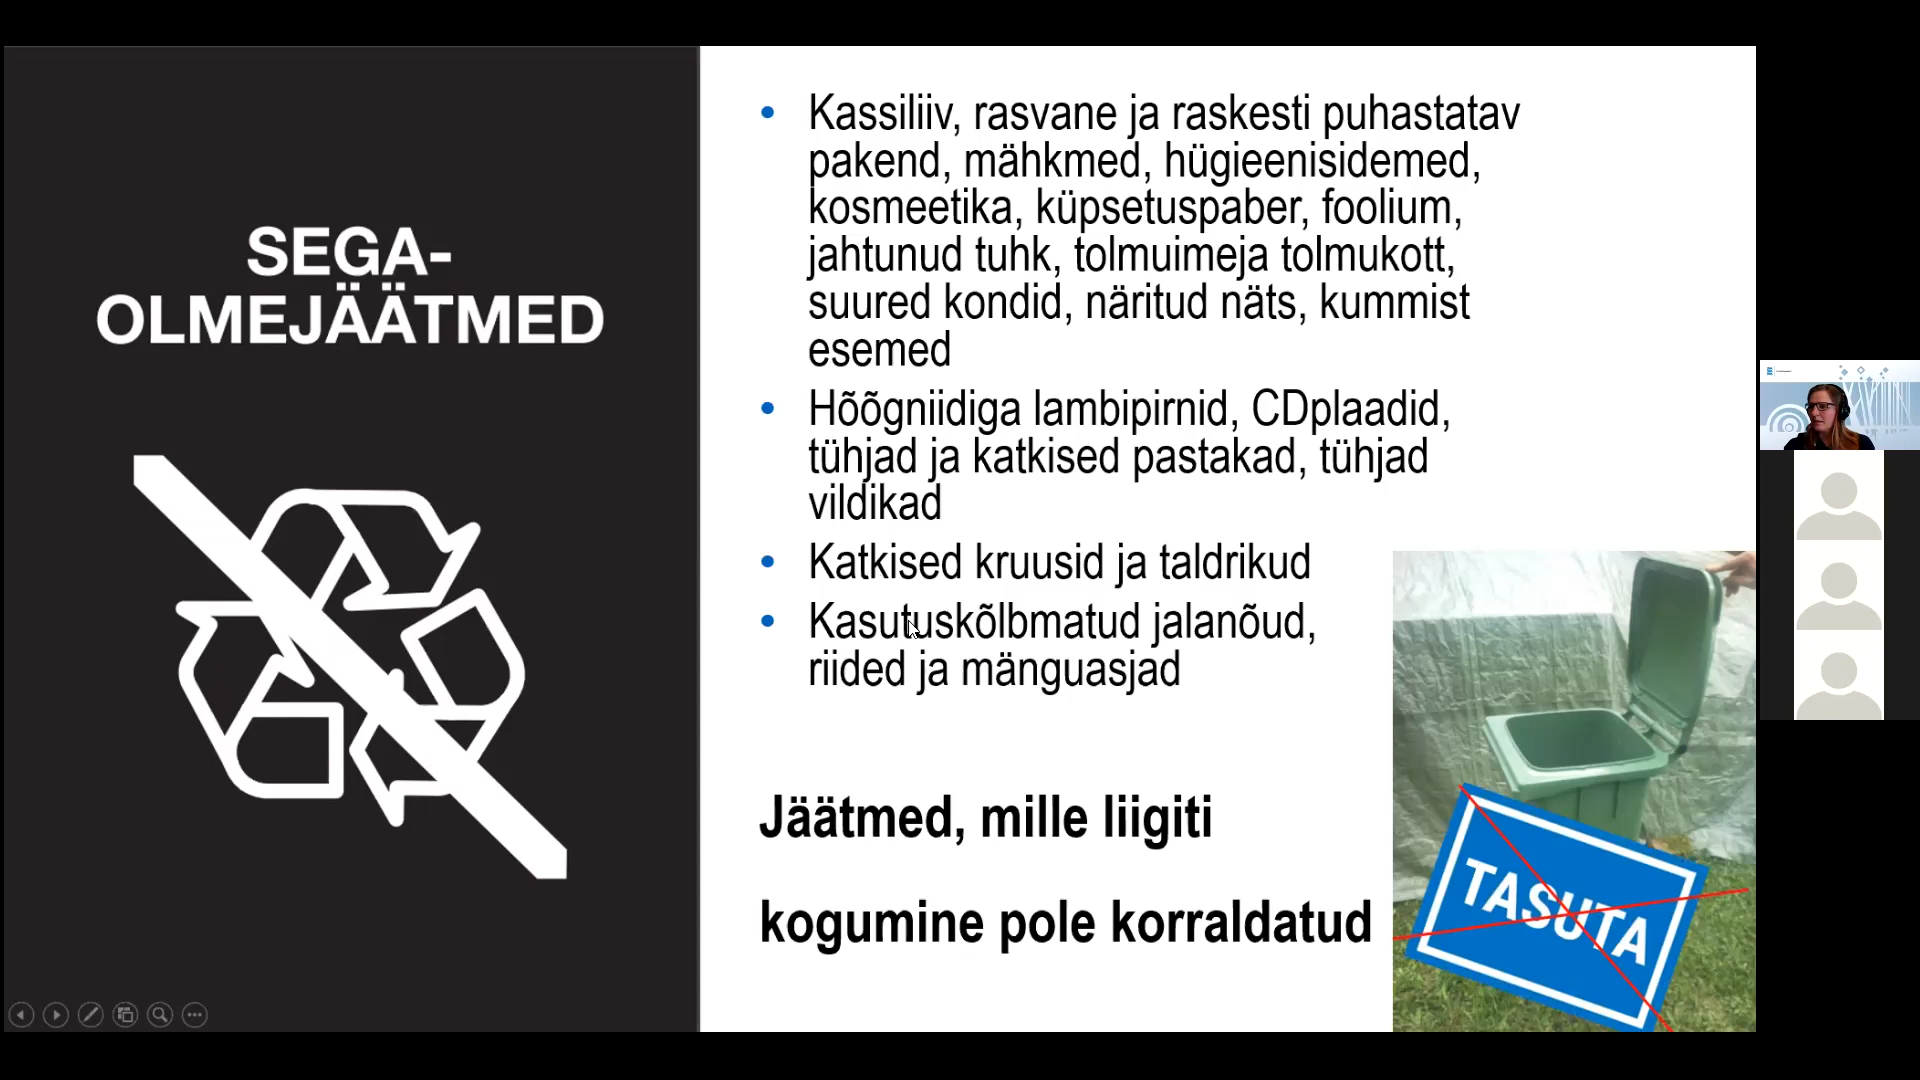 SEGA-
OLMEJÄÄTMED
Kassiliiv, rasvane ja raskesti puhastatav
pakend, mähkmed, hügieenisidemed,
kosmeetika, küpsetuspaber, foolium,
jahtunud tuhk, tolmuimeja tolmukott,
suured kondid, näritud näts, kummist
esemed
Hõõgniidiga lambipirnid, CDplaadid,
tühjad ja katkised pastakad, tühjad
vildikad
Katkised kruusid ja taldrikud
Kasutuskõlbmatud jalanõud,
riided ja mänguasjad
Jäätmed, mille liigiti
kogumine pole korraldatud
TASUTA